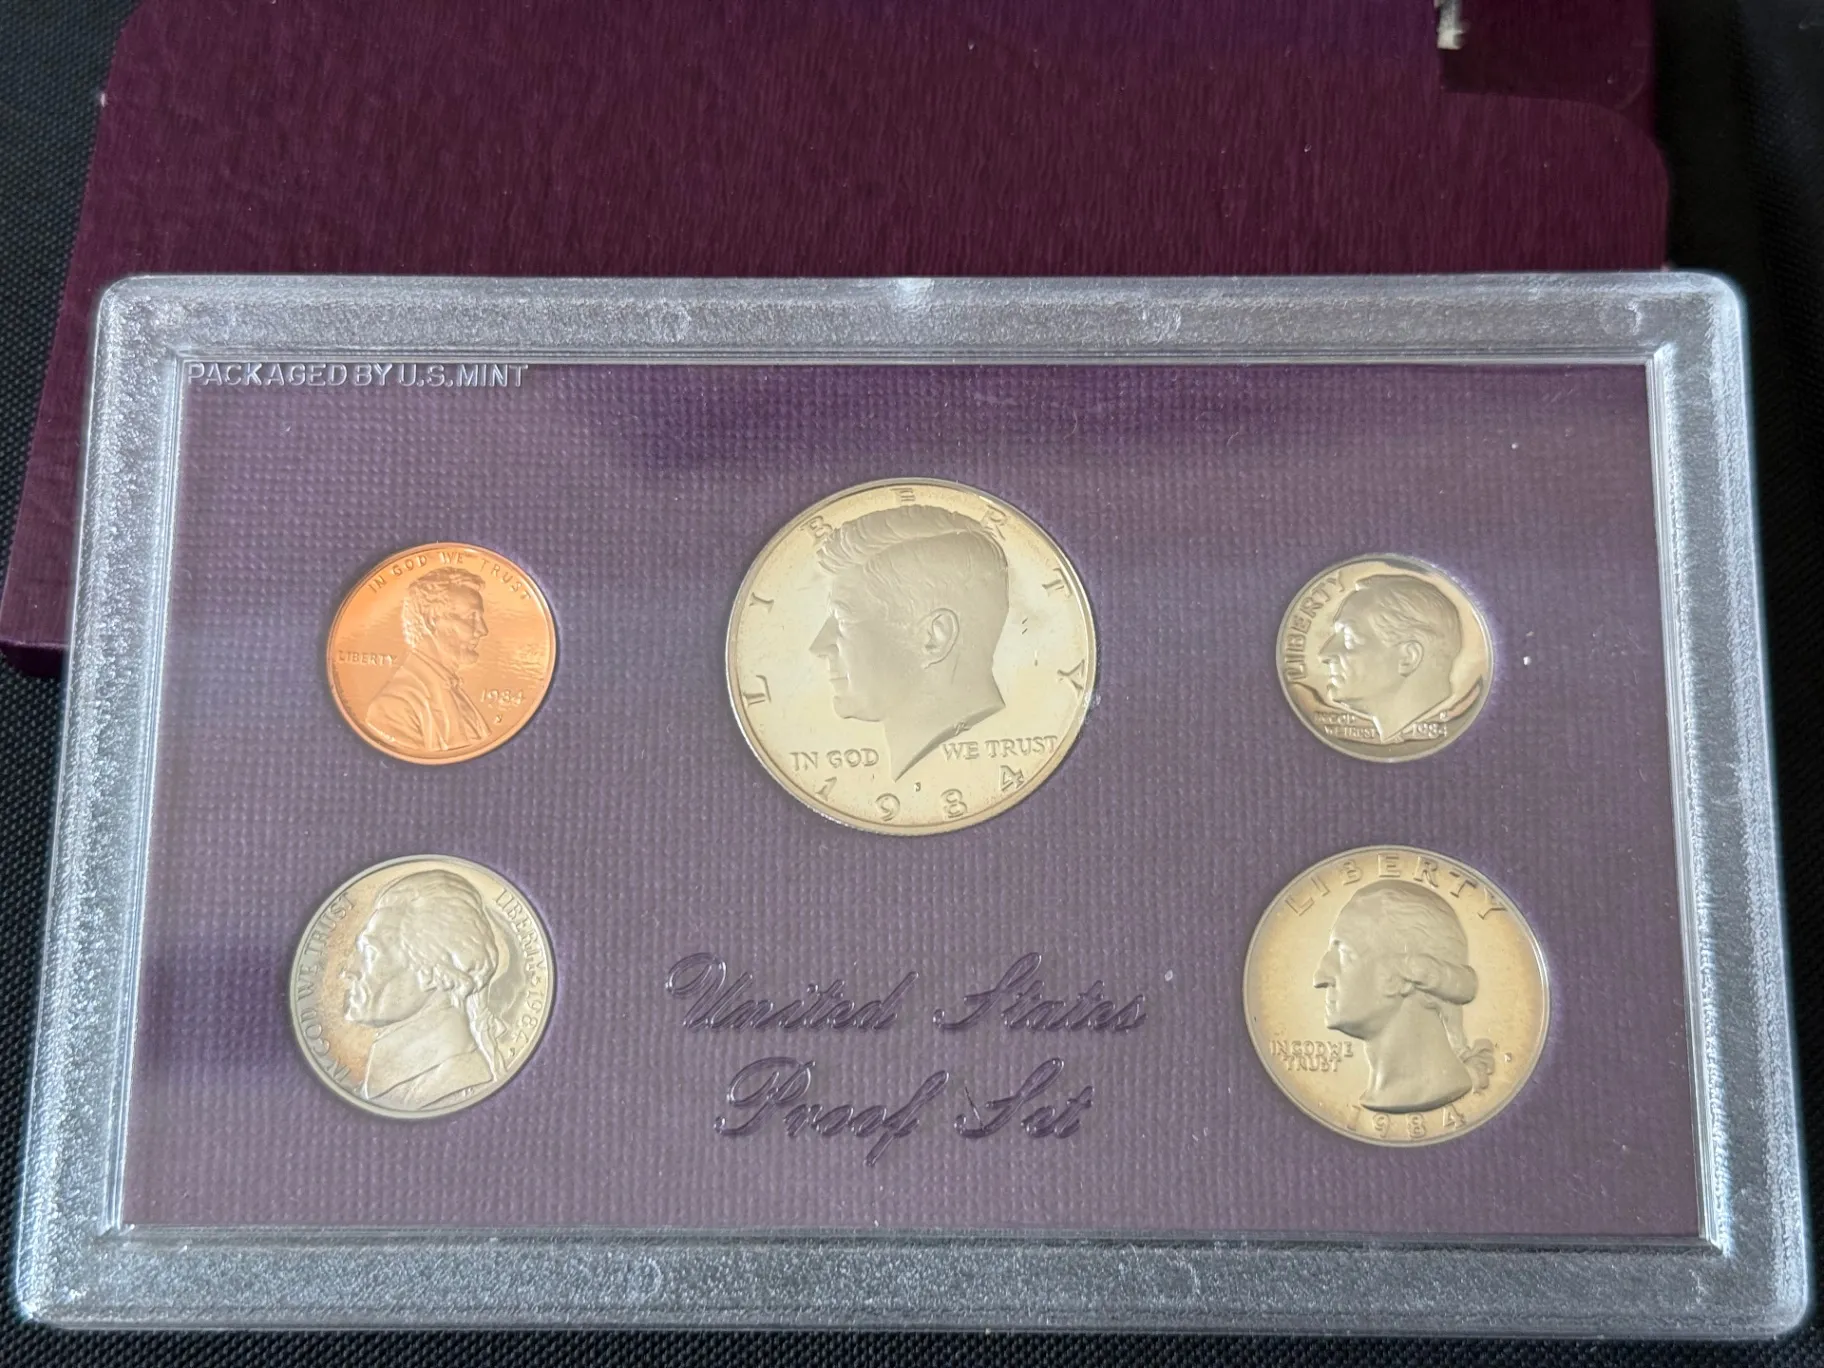 PACKAGED BY U.S. MINT
IN GOD WE TRUST
LIBERTY
1984
S
LIBERTY
IN GOD WE TRUST
1984
S
LIBERTY
IN GOD
WE TRUST
1984
IN GOD WE TRUST
LIBERTY 1984
LIBERTY
IN GOD WE
TRUST
1984
United States
Proof Set